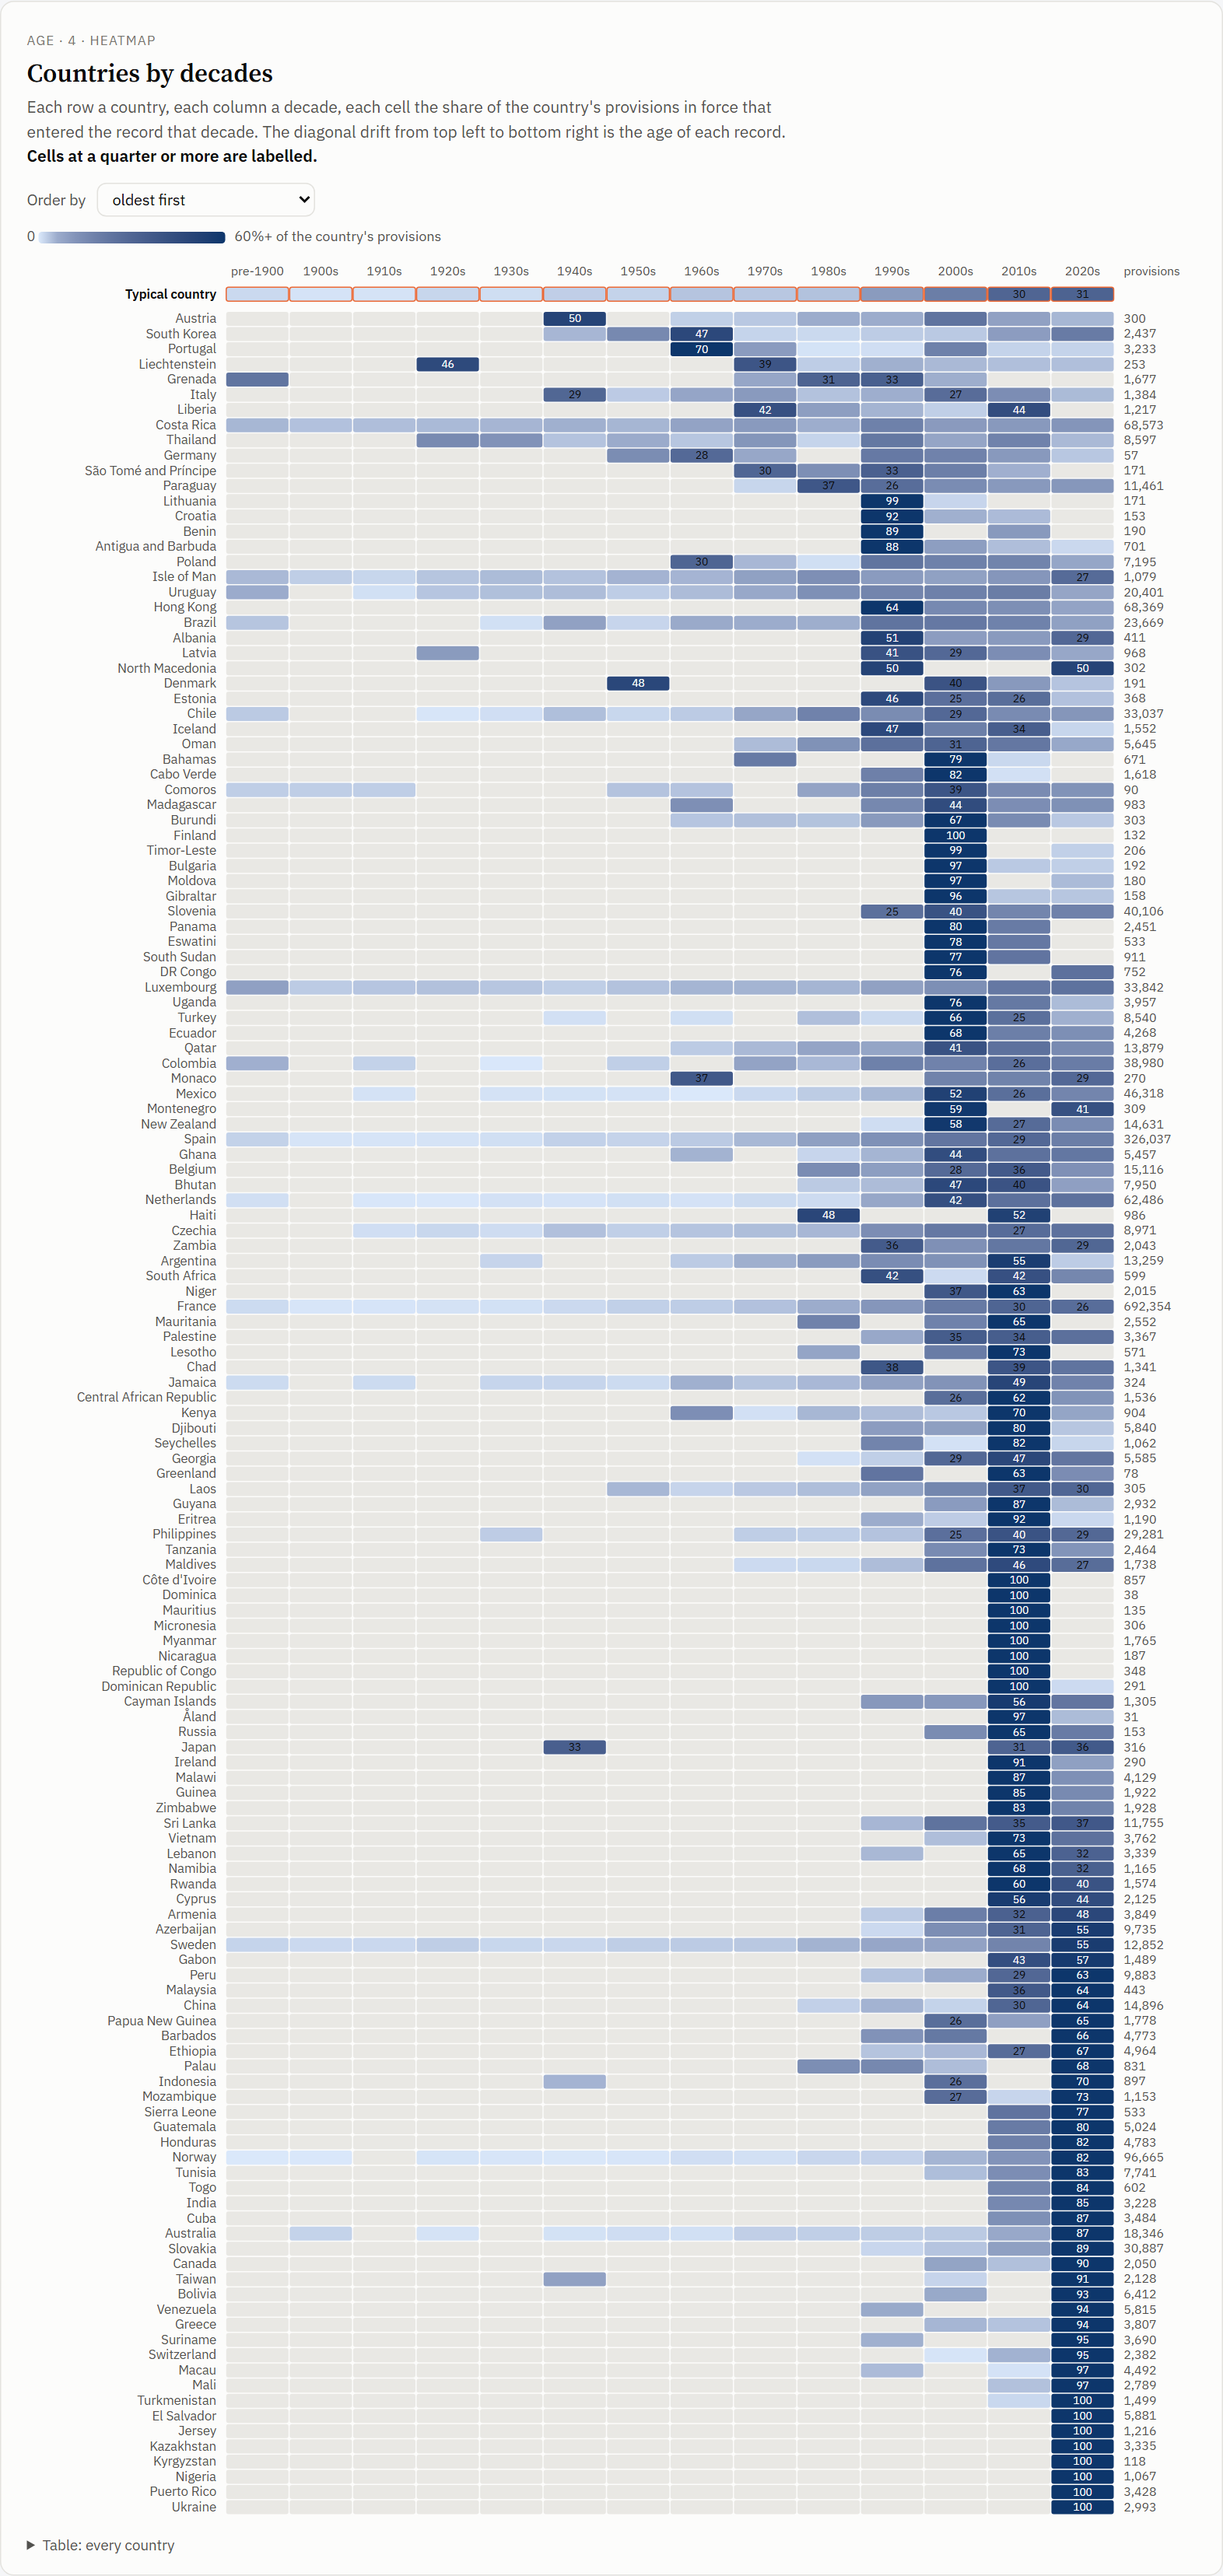 AGE · 4 · HEATMAP
Countries by decades
Each row a country, each column a decade, each cell the share of the country's provisions in force that
entered the record that decade. The diagonal drift from top left to bottom right is the age of each record.
Cells at a quarter or more are labelled.
Order by oldest first
0 60%+ of the country's provisions
pre-1900 1900s 1910s 1920s 1930s 1940s 1950s 1960s 1970s 1980s 1990s 2000s 2010s 2020s provisions
Typical country 30 31
Austria 50 300
South Korea 47 2,437
Portugal 70 3,233
Liechtenstein 46 39 253
Grenada 31 33 1,677
Italy 29 27 1,384
Liberia 42 44 1,217
Costa Rica 68,573
Thailand 8,597
Germany 28 57
São Tomé and Príncipe 30 33 171
Paraguay 37 26 11,461
Lithuania 99 171
Croatia 92 153
Benin 89 190
Antigua and Barbuda 88 701
Poland 30 7,195
Isle of Man 27 1,079
Uruguay 20,401
Hong Kong 64 68,369
Brazil 23,669
Albania 51 29 411
Latvia 41 29 968
North Macedonia 50 50 302
Denmark 48 40 191
Estonia 46 25 26 368
Chile 29 33,037
Iceland 47 34 1,552
Oman 31 5,645
Bahamas 79 671
Cabo Verde 82 1,618
Comoros 39 90
Madagascar 44 983
Burundi 67 303
Finland 100 132
Timor-Leste 99 206
Bulgaria 97 192
Moldova 97 180
Gibraltar 96 158
Slovenia 25 40 40,106
Panama 80 2,451
Eswatini 78 533
South Sudan 77 911
DR Congo 76 752
Luxembourg 33,842
Uganda 76 3,957
Turkey 66 25 8,540
Ecuador 68 4,268
Qatar 41 13,879
Colombia 26 38,980
Monaco 37 29 270
Mexico 52 26 46,318
Montenegro 59 41 309
New Zealand 58 27 14,631
Spain 29 326,037
Ghana 44 5,457
Belgium 28 36 15,116
Bhutan 47 40 7,950
Netherlands 42 62,486
Haiti 48 52 986
Czechia 27 8,971
Zambia 36 29 2,043
Argentina 55 13,259
South Africa 42 42 599
Niger 37 63 2,015
France 30 26 692,354
Mauritania 65 2,552
Palestine 35 34 3,367
Lesotho 73 571
Chad 38 39 1,341
Jamaica 49 324
Central African Republic 26 62 1,536
Kenya 70 904
Djibouti 80 5,840
Seychelles 82 1,062
Georgia 29 47 5,585
Greenland 63 78
Laos 37 30 305
Guyana 87 2,932
Eritrea 92 1,190
Philippines 25 40 29 29,281
Tanzania 73 2,464
Maldives 46 27 1,738
Côte d'Ivoire 100 857
Dominica 100 38
Mauritius 100 135
Micronesia 100 306
Myanmar 100 1,765
Nicaragua 100 187
Republic of Congo 100 348
Dominican Republic 100 291
Cayman Islands 56 1,305
Åland 97 31
Russia 65 153
Japan 33 31 36 316
Ireland 91 290
Malawi 87 4,129
Guinea 85 1,922
Zimbabwe 83 1,928
Sri Lanka 35 37 11,755
Vietnam 73 3,762
Lebanon 65 32 3,339
Namibia 68 32 1,165
Rwanda 60 40 1,574
Cyprus 56 44 2,125
Armenia 32 48 3,849
Azerbaijan 31 55 9,735
Sweden 55 12,852
Gabon 43 57 1,489
Peru 29 63 9,883
Malaysia 36 64 443
China 30 64 14,896
Papua New Guinea 26 65 1,778
Barbados 66 4,773
Ethiopia 27 67 4,964
Palau 68 831
Indonesia 26 70 897
Mozambique 27 73 1,153
Sierra Leone 77 533
Guatemala 80 5,024
Honduras 82 4,783
Norway 82 96,665
Tunisia 83 7,741
Togo 84 602
India 85 3,228
Cuba 87 3,484
Australia 87 18,346
Slovakia 89 30,887
Canada 90 2,050
Taiwan 91 2,128
Bolivia 93 6,412
Venezuela 94 5,815
Greece 94 3,807
Suriname 95 3,690
Switzerland 95 2,382
Macau 97 4,492
Mali 97 2,789
Turkmenistan 100 1,499
El Salvador 100 5,881
Jersey 100 1,216
Kazakhstan 100 3,335
Kyrgyzstan 100 118
Nigeria 100 1,067
Puerto Rico 100 3,428
Ukraine 100 2,993
Table: every country